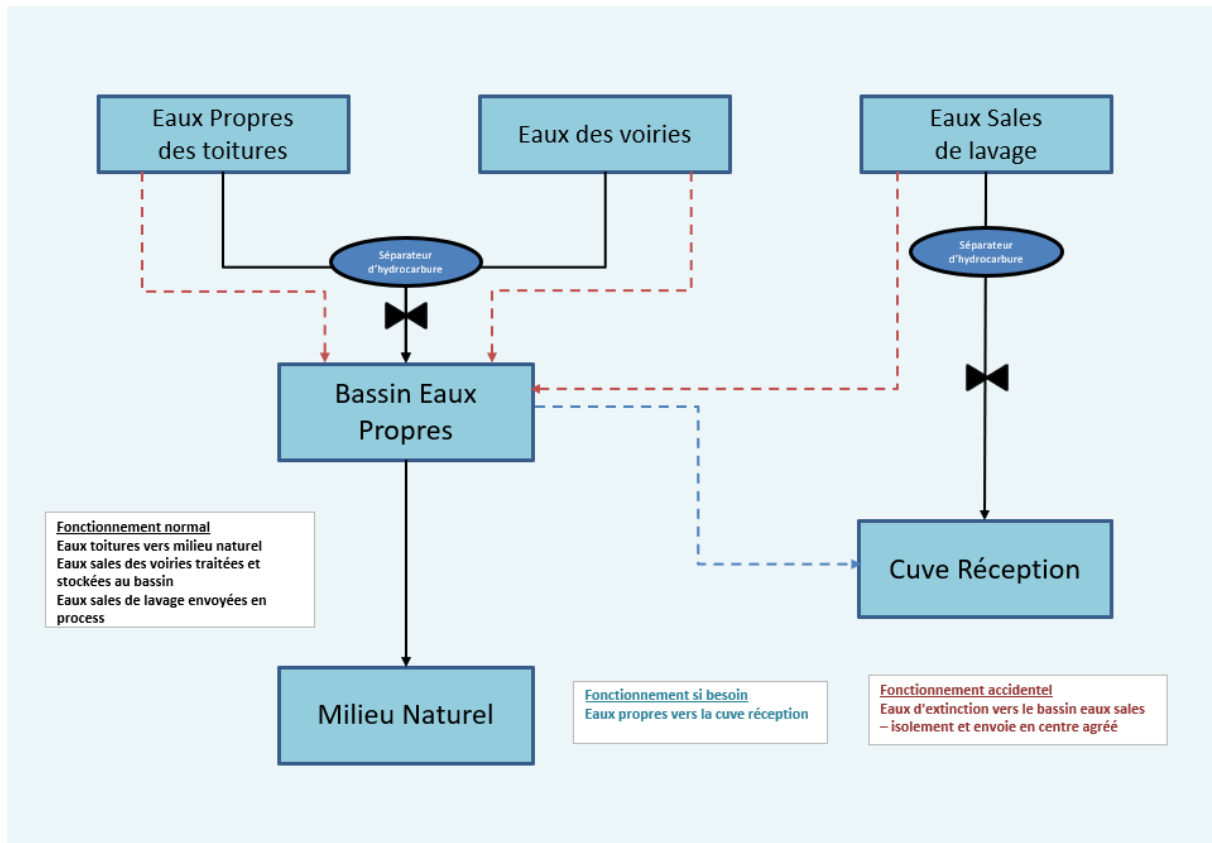 Eaux Propres
des toitures
Eaux des voiries
Eaux Sales
de lavage
Séparateur
d'hydrocarbure
Séparateur
d'hydrocarbure
Bassin Eaux
Propres
Fonctionnement normal
Eaux toitures vers milieu naturel
Eaux sales des voiries traitées et
stockées au bassin
Eaux sales de lavage envoyées en
process
Cuve Réception
Milieu Naturel
Fonctionnement si besoin
Eaux propres vers la cuve réception
Fonctionnement accidentel
Eaux d'extinction vers le bassin eaux sales
– isolement et envoie en centre agréé